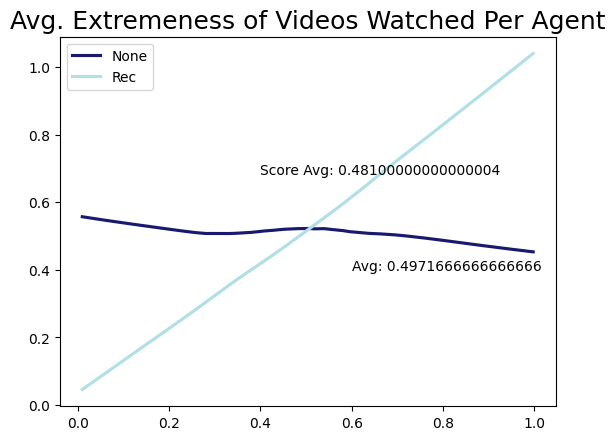 Avg. Extremeness of Videos Watched Per Agent
None
Rec
1.0
0.8
0.6
0.4
0.2
0.0
Score Avg: 0.48100000000000004
Avg: 0.4971666666666666
0.0 0.2 0.4 0.6 0.8 1.0